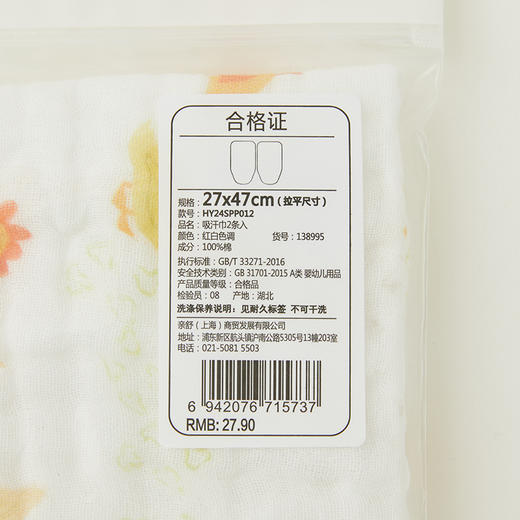 合格证
规格: 27x47cm (拉平尺寸)
款号: HY24SPP012
品名: 吸汗巾2条入
颜色: 红白色调 货号: 138995
成分: 100%棉
执行标准: GB/T 33271-2016
安全技术类别: GB 31701-2015 A类 婴幼儿用品
产品质量等级: 合格品
检验员: 08 产地: 湖北
洗涤保养说明: 见耐久标签 不可干洗
亲舒 (上海) 商贸发展有限公司
地址: 浦东新区航头镇沪南公路5305号13幢203室
电话: 021-5081 5503
6 942076 715737
RMB: 27.90